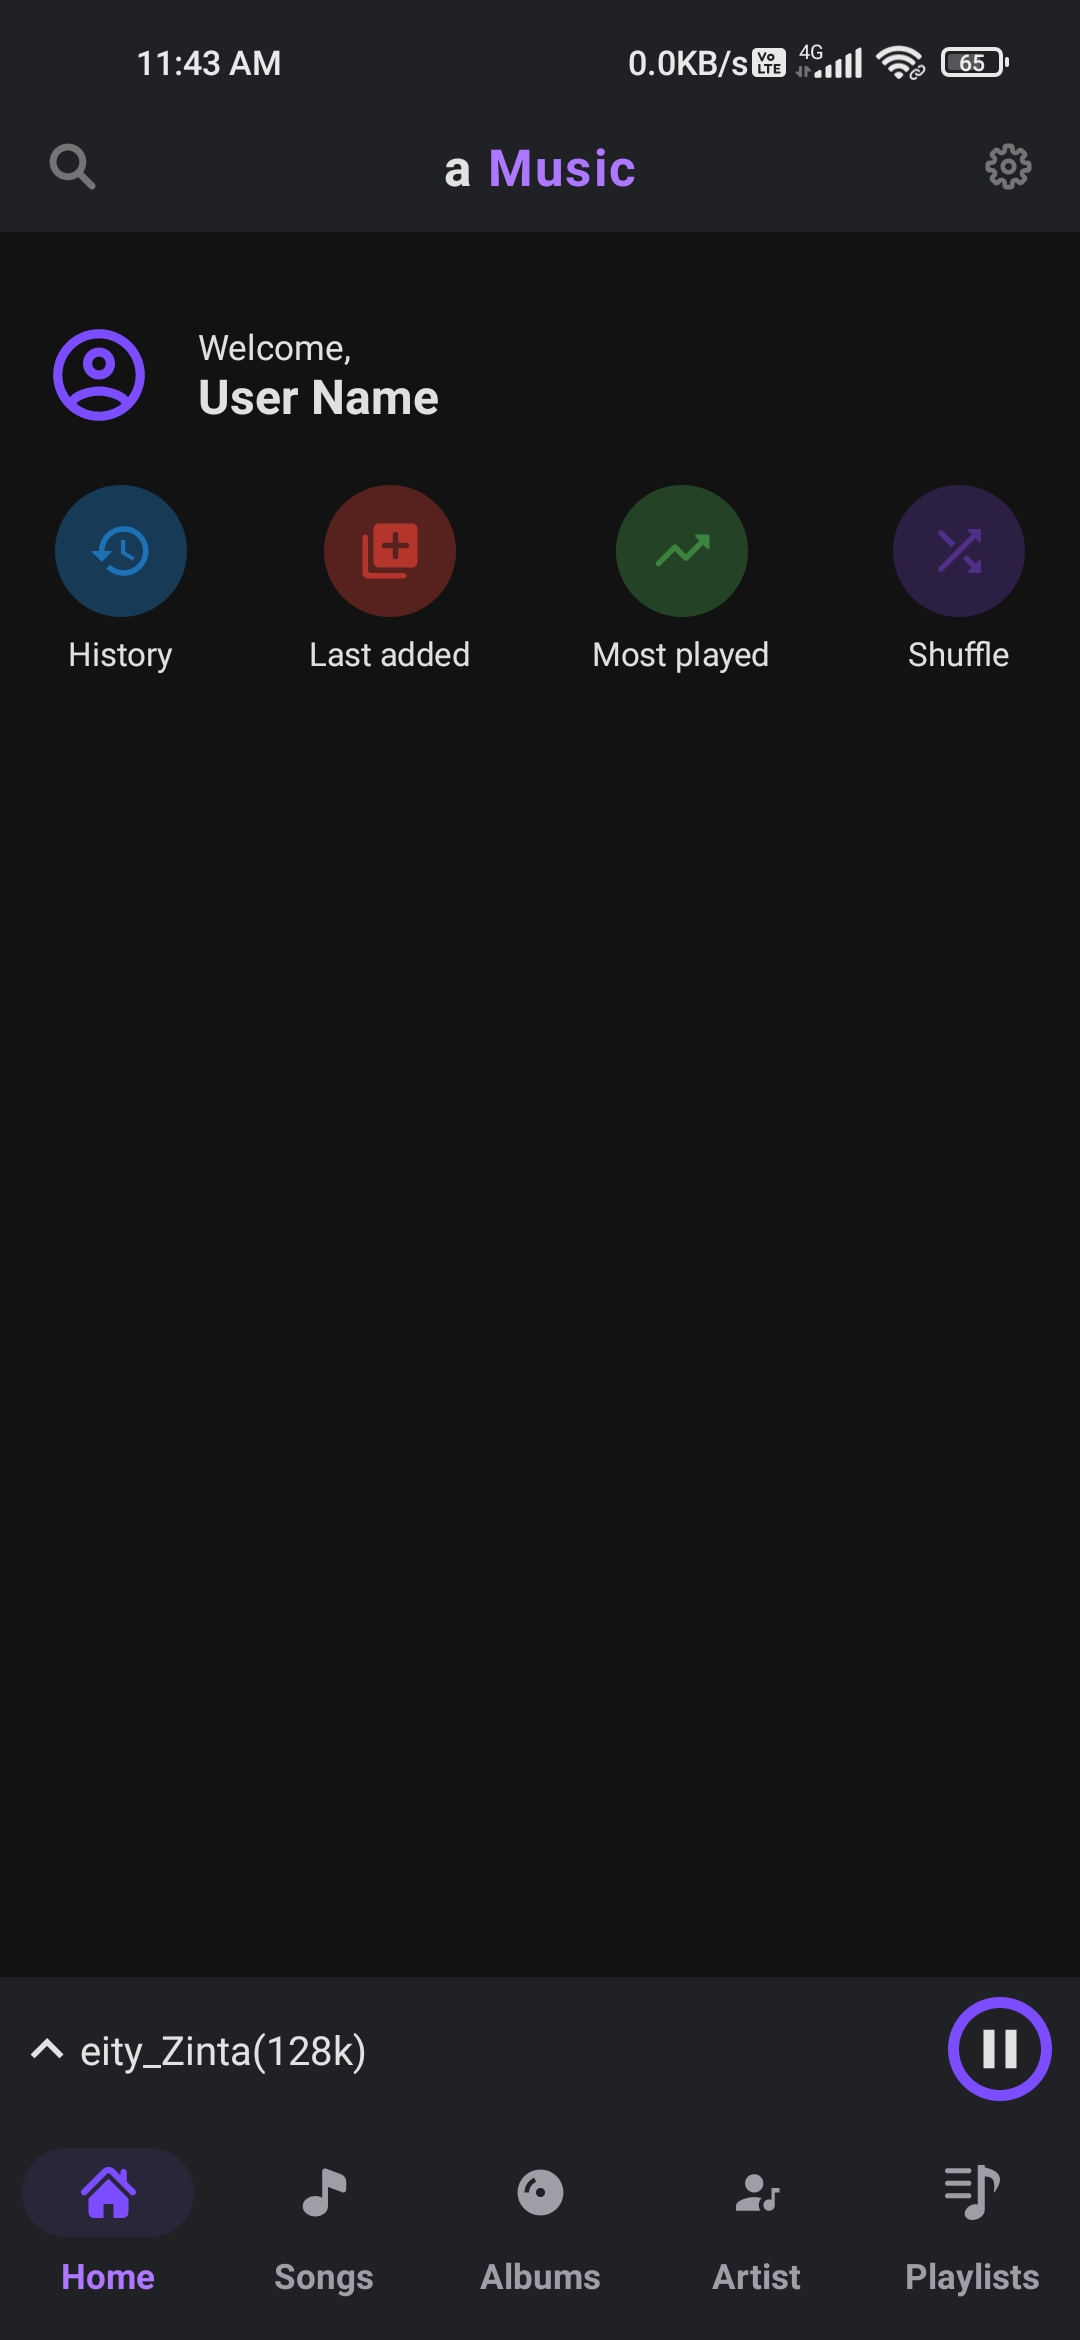 11:43 AM 0.0KB/s Vo LTE 4G 65
a Music
Welcome,
User Name
History Last added Most played Shuffle
eity_Zinta(128k)
Home Songs Albums Artist Playlists